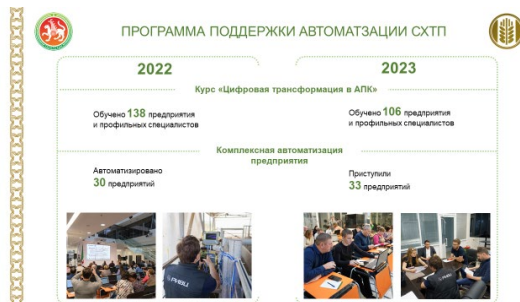 ПРОГРАММА ПОДДЕРЖКИ АВТОМАТЗАЦИИ СХТП
2022
2023
Курс «Цифровая трансформация в АПК»
Обучено 138 предприятия
и профильных специалистов
Обучено 106 предприятия
и профильных специалистов
Комплексная автоматизация
предприятия
Автоматизировано
30 предприятий
Приступили
33 предприятий